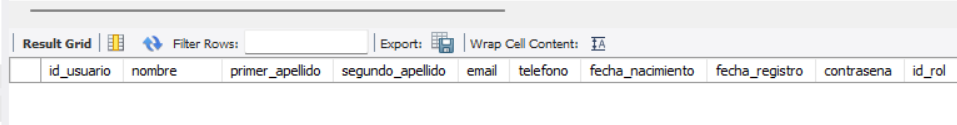 Result Grid Filter Rows: Export: Wrap Cell Content:
id_usuario nombre primer_apellido segundo_apellido email telefono fecha_nacimiento fecha_registro contrasena id_rol